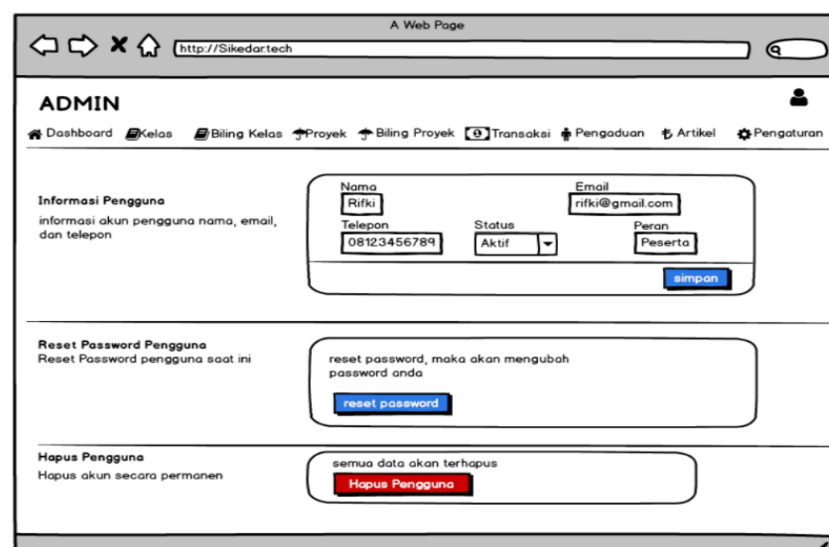 A Web Page
http://Sikedar.tech
ADMIN
Dashboard Kelas Biling Kelas Proyek Biling Proyek Transaksi Pengaduan Artikel Pengaturan
Informasi Pengguna
informasi akun pengguna nama, email,
dan telepon
Nama Email
Rifki rifki@gmail.com
Telepon Status Peran
08123456789 Aktif Peserta
simpan
Reset Password Pengguna
Reset Password pengguna saat ini
reset password, maka akan mengubah
password anda
reset password
Hapus Pengguna
Hapus akun secara permanen
semua data akan terhapus
Hapus Pengguna